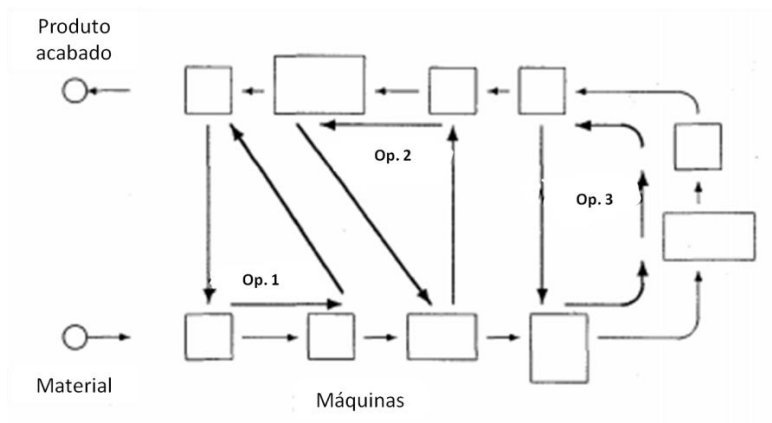 Produto
acabado
Op. 2
Op. 3
Op. 1
Material
Máquinas